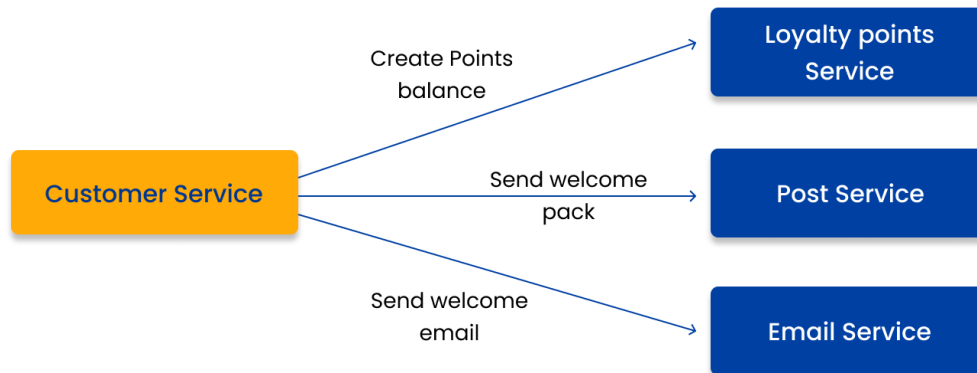 Loyalty points
Service
Create Points
balance
Customer Service
Send welcome
pack
Post Service
Send welcome
email
Email Service